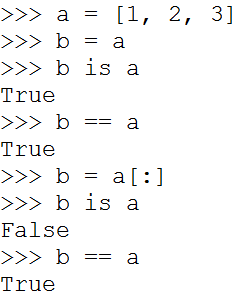 >>> a = [1, 2, 3]
>>> b = a
>>> b is a
True
>>> b == a
True
>>> b = a[:]
>>> b is a
False
>>> b == a
True